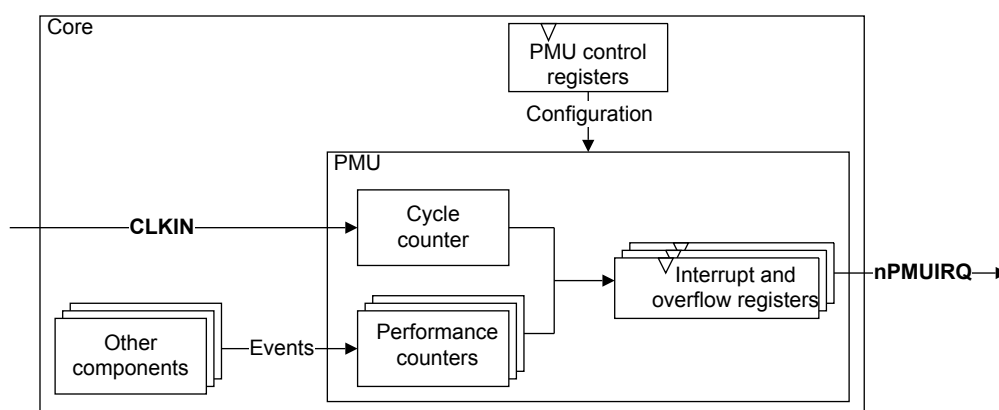 Core
PMU control
registers
Configuration
PMU
CLKIN
Cycle
counter
Interrupt and
overflow registers
nPMUIRQ
Other
components
Events
Performance
counters